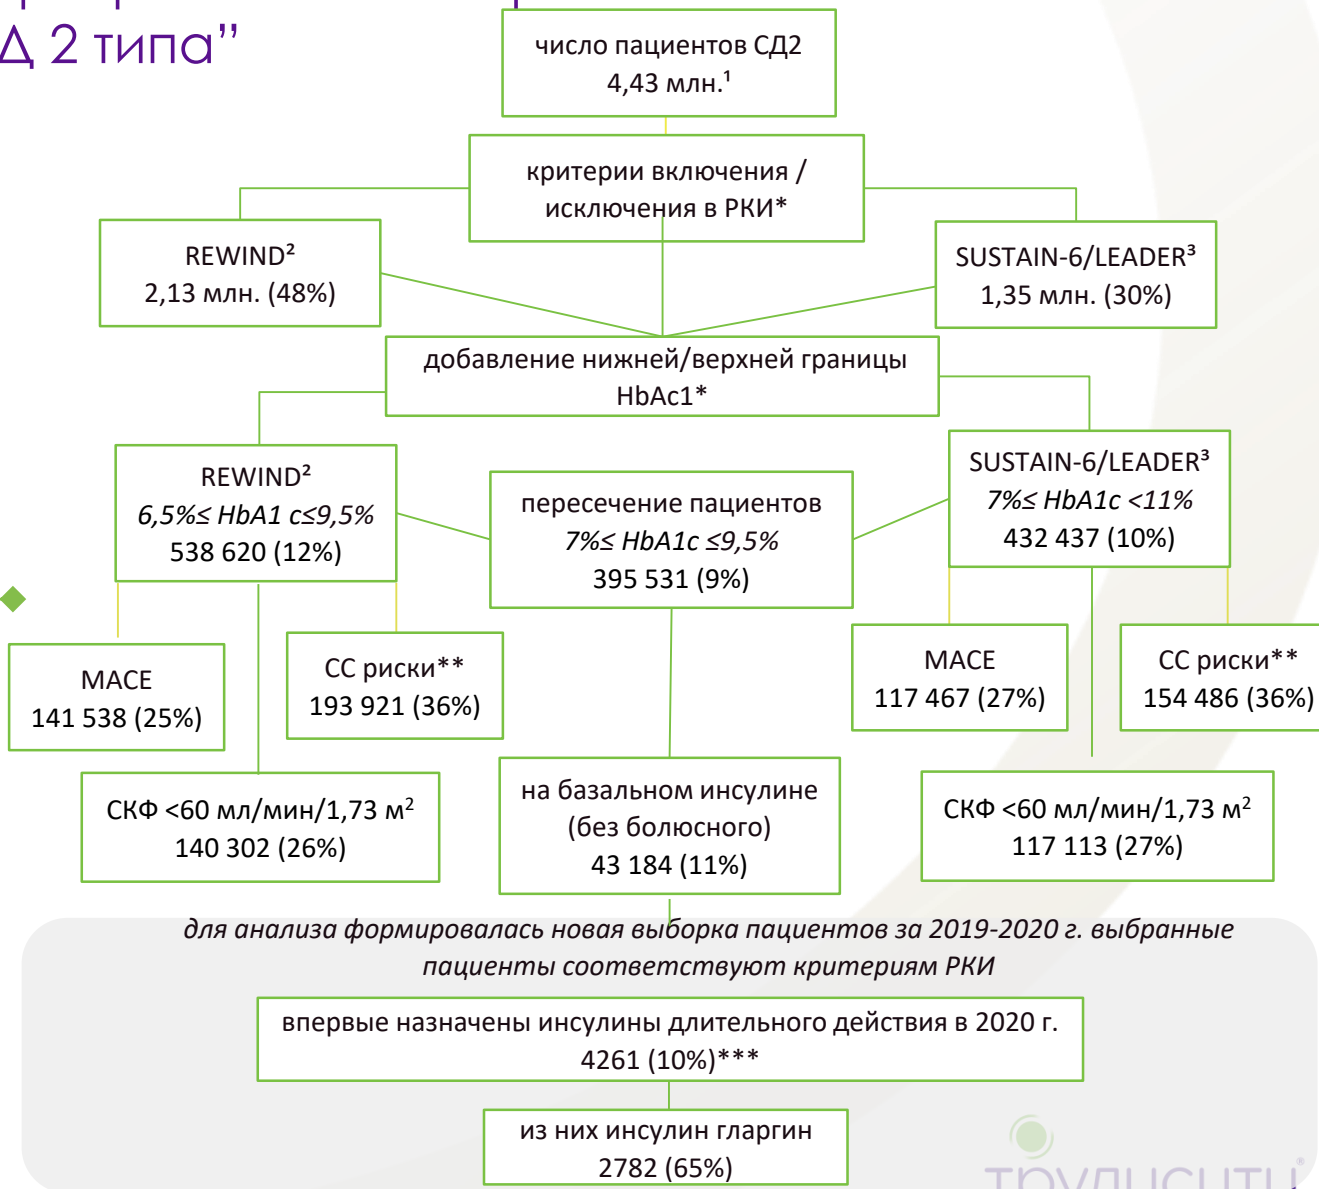 Д 2 типа”
число пациентов СД2
4,43 млн.¹
критерии включения /
исключения в РКИ*
REWIND²
2,13 млн. (48%)
SUSTAIN-6/LEADER³
1,35 млн. (30%)
добавление нижней/верхней границы
HbAc1*
REWIND²
6,5%≤ HbA1 c≤9,5%
538 620 (12%)
пересечение пациентов
7%≤ HbA1c ≤9,5%
395 531 (9%)
SUSTAIN-6/LEADER³
7%≤ HbA1c <11%
432 437 (10%)
MACE
141 538 (25%)
СС риски**
193 921 (36%)
MACE
117 467 (27%)
СС риски**
154 486 (36%)
СКФ <60 мл/мин/1,73 м²
140 302 (26%)
на базальном инсулине
(без болюсного)
43 184 (11%)
СКФ <60 мл/мин/1,73 м²
117 113 (27%)
для анализа формировалась новая выборка пациентов за 2019-2020 г. выбранные
пациенты соответствуют критериям РКИ
впервые назначены инсулины длительного действия в 2020 г.
4261 (10%)***
из них инсулин гларгин
2782 (65%)
трулисити®